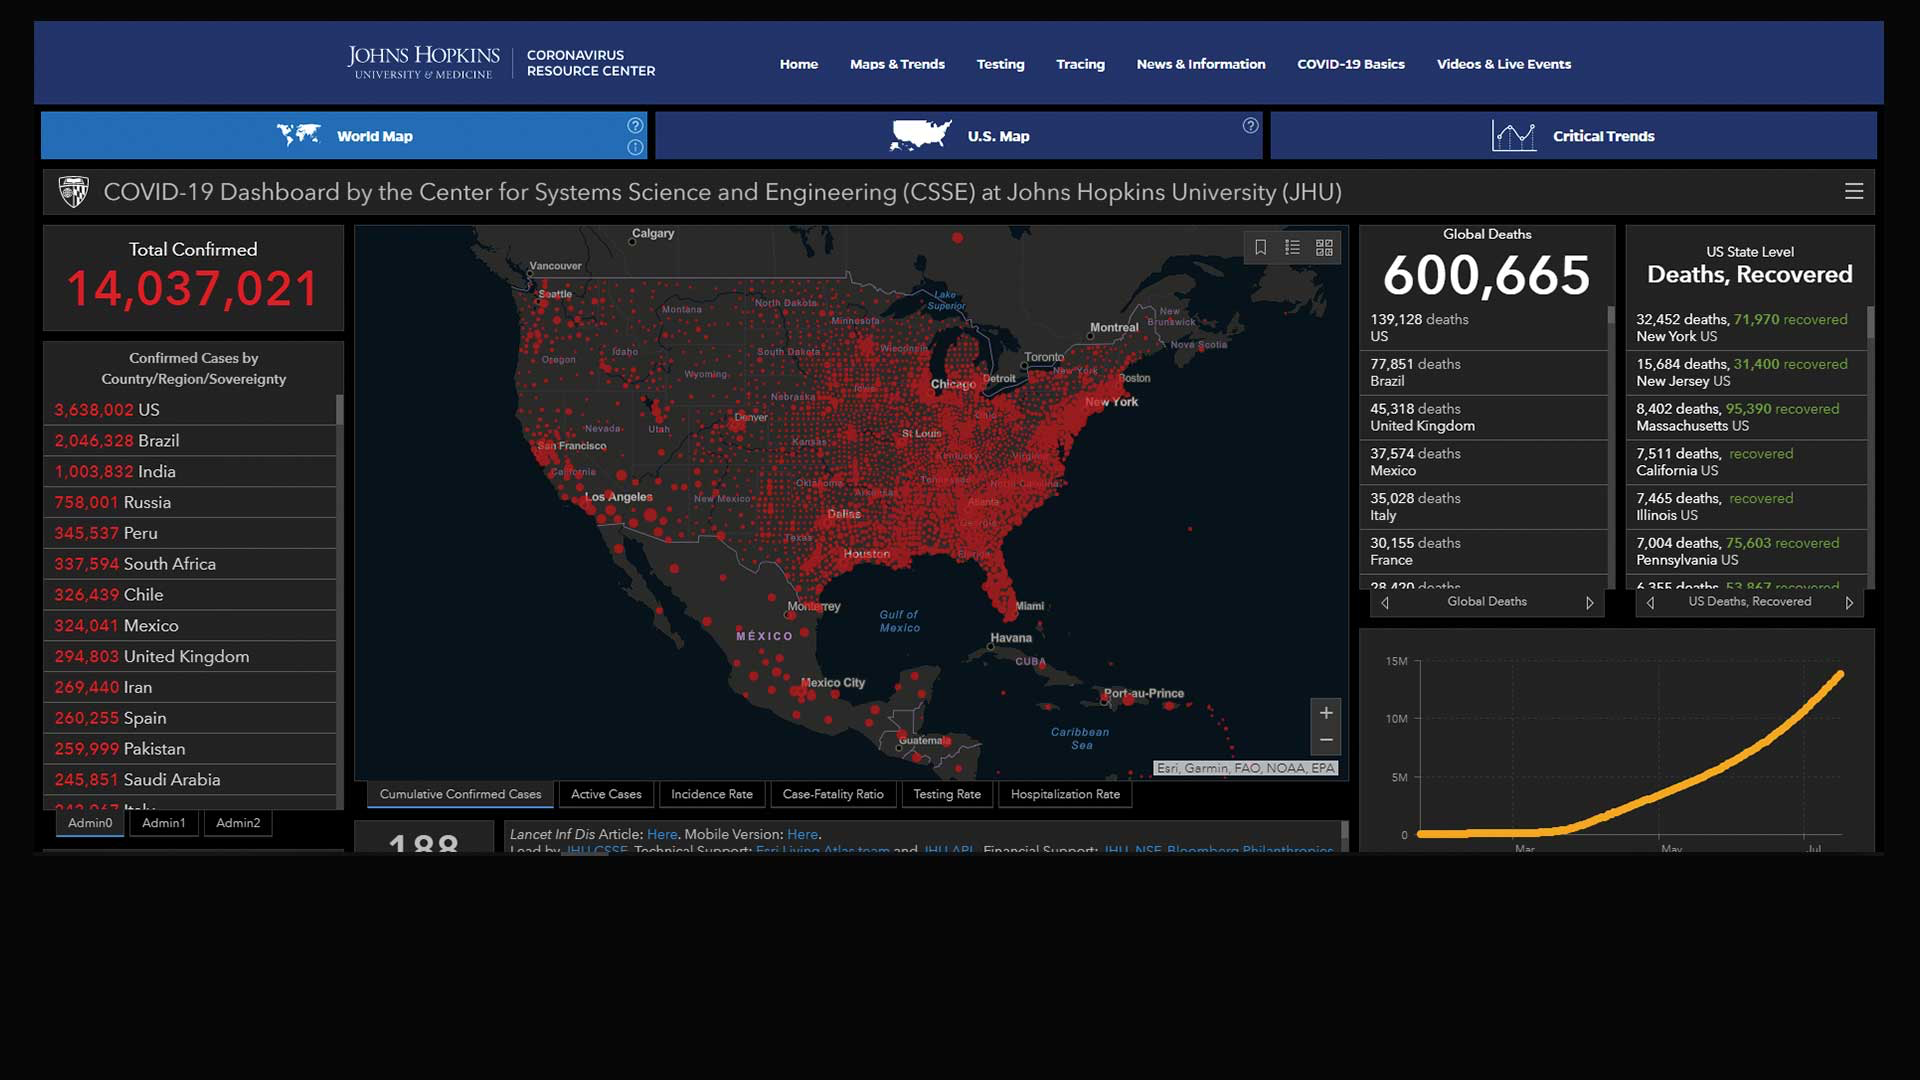 JOHNS HOPKINS
UNIVERSITY & MEDICINE
CORONAVIRUS
RESOURCE CENTER
Home
Maps & Trends
Testing
Tracing
News & Information
COVID-19 Basics
Videos & Live Events
World Map
U.S. Map
Critical Trends
COVID-19 Dashboard by the Center for Systems Science and Engineering (CSSE) at Johns Hopkins University (JHU)
Total Confirmed
14,037,021
Confirmed Cases by
Country/Region/Sovereignty
3,638,002 US
2,046,328 Brazil
1,003,832 India
758,001 Russia
345,537 Peru
337,594 South Africa
326,439 Chile
324,041 Mexico
294,803 United Kingdom
269,440 Iran
260,255 Spain
259,999 Pakistan
245,851 Saudi Arabia
Admin0
Admin1
Admin2
Calgary
Vancouver
Seattle
North Dakota
Lake
Superior
Montana
Minnesota
New
Brunswick
Montreal
Nova Scotia
Wisconsin
Oregon
Idaho
South Dakota
Toronto
Wyoming
New York
Chicago
Detroit
Boston
Iowa
Nebraska
New York
Ohio
Denver
Nevada
Utah
Kansas
St Louis
San Francisco
Kentucky
Virginia
California
Oklahoma
Arkansas
Tennessee
North Carolina
Los Angeles
New Mexico
Atlanta
Dallas
Georgia
Texas
Houston
Florida
Monterrey
Miami
Gulf of
Mexico
MÉXICO
Havana
CUBA
Mexico City
Port-au-Prince
Caribbean
Sea
Guatemala
Esri, Garmin, FAO, NOAA, EPA
Cumulative Confirmed Cases
Active Cases
Incidence Rate
Case-Fatality Ratio
Testing Rate
Hospitalization Rate
188
Lancet Inf Dis Article: Here. Mobile Version: Here.
Lead by JHU CSSE. Technical Support: Esri Living Atlas team and JHU APL. Financial Support: JHU, NSF, Bloomberg Philanthropies
Global Deaths
600,665
139,128 deaths
US
77,851 deaths
Brazil
45,318 deaths
United Kingdom
37,574 deaths
Mexico
35,028 deaths
Italy
30,155 deaths
France
28,420 deaths
Global Deaths
US State Level
Deaths, Recovered
32,452 deaths, 71,970 recovered
New York US
15,684 deaths, 31,400 recovered
New Jersey US
8,402 deaths, 95,390 recovered
Massachusetts US
7,511 deaths, recovered
California US
7,465 deaths, recovered
Illinois US
7,004 deaths, 75,603 recovered
Pennsylvania US
6,355 deaths, 53,867 recovered
US Deaths, Recovered
15M
10M
5M
0
Mar
May
Jul